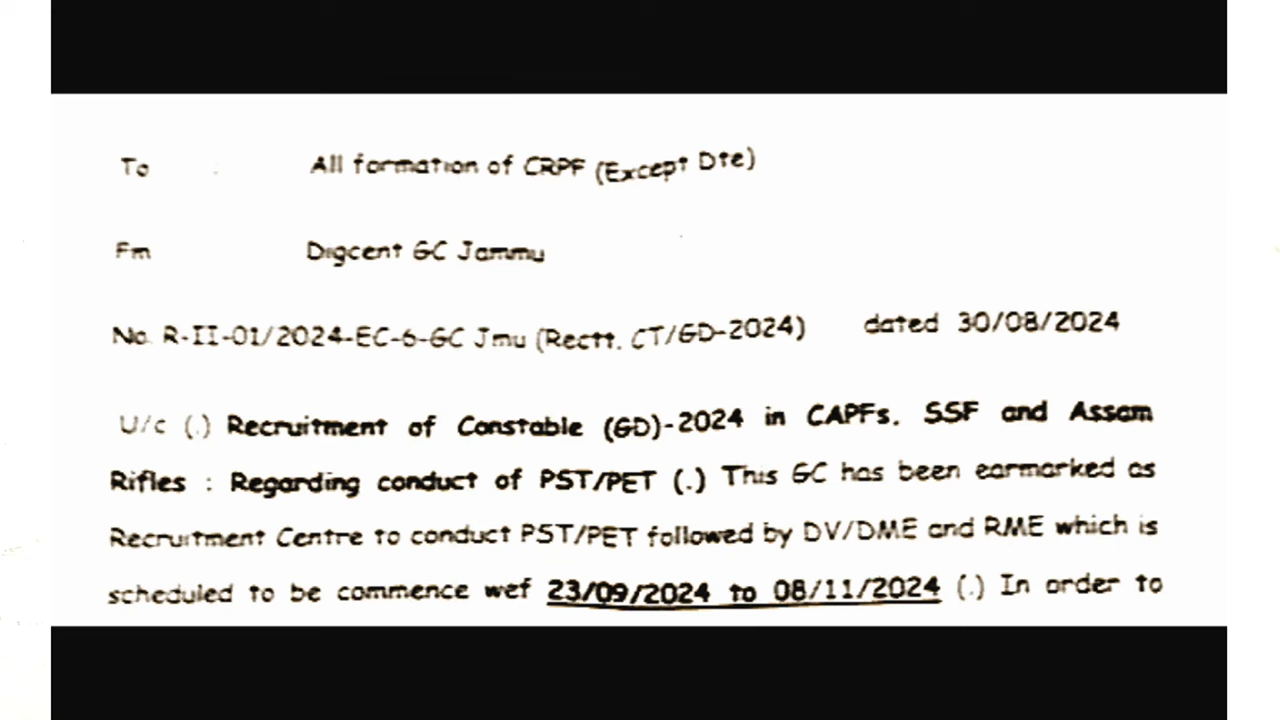 To : All formation of CRPF (Except Dte)
Fm Digcent GC Jammu
No. R-II-01/2024-EC-6-GC Jmu (Rectt. CT/GD-2024) dated 30/08/2024
U/c (.) Recruitment of Constable (GD)-2024 in CAPFs, SSF and Assam
Rifles : Regarding conduct of PST/PET (.) This GC has been earmarked as
Recruitment Centre to conduct PST/PET followed by DV/DME and RME which is
scheduled to be commence wef 23/09/2024 to 08/11/2024 (.) In order to